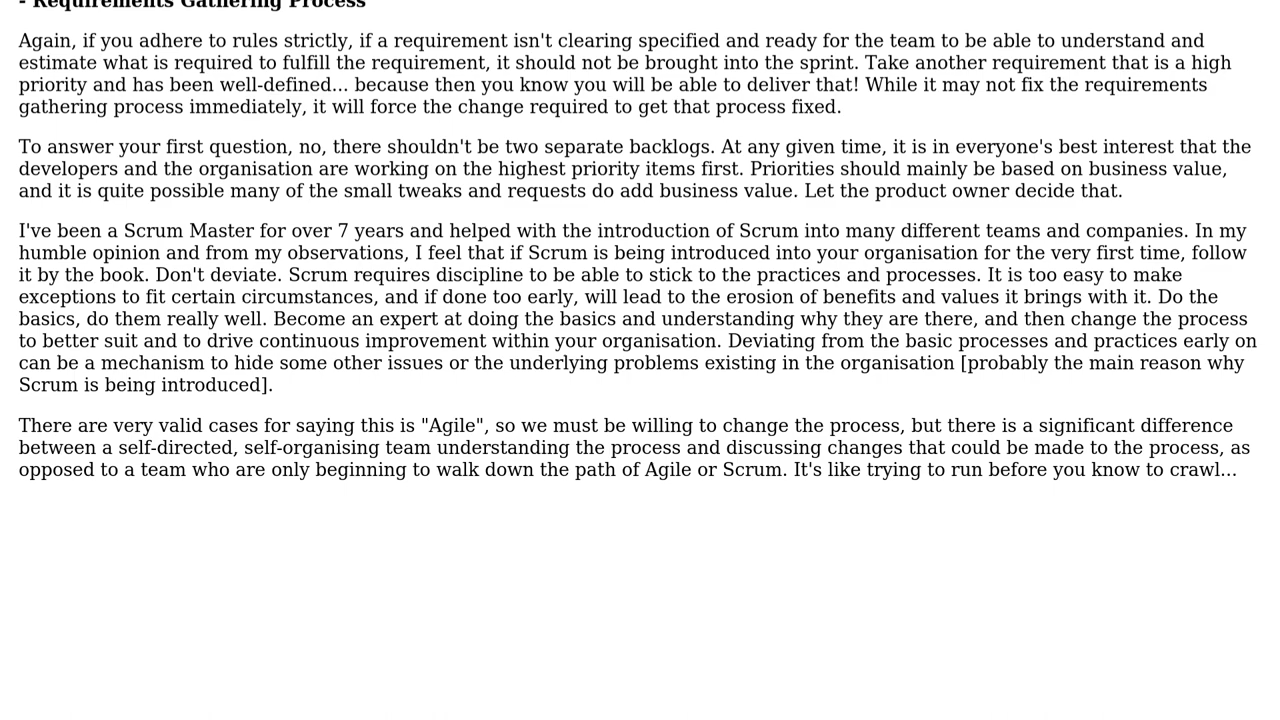 - Requirements Gathering Process
Again, if you adhere to rules strictly, if a requirement isn't clearing specified and ready for the team to be able to understand and
estimate what is required to fulfill the requirement, it should not be brought into the sprint. Take another requirement that is a high
priority and has been well-defined... because then you know you will be able to deliver that! While it may not fix the requirements
gathering process immediately, it will force the change required to get that process fixed.
To answer your first question, no, there shouldn't be two separate backlogs. At any given time, it is in everyone's best interest that the
developers and the organisation are working on the highest priority items first. Priorities should mainly be based on business value,
and it is quite possible many of the small tweaks and requests do add business value. Let the product owner decide that.
I've been a Scrum Master for over 7 years and helped with the introduction of Scrum into many different teams and companies. In my
humble opinion and from my observations, I feel that if Scrum is being introduced into your organisation for the very first time, follow
it by the book. Don't deviate. Scrum requires discipline to be able to stick to the practices and processes. It is too easy to make
exceptions to fit certain circumstances, and if done too early, will lead to the erosion of benefits and values it brings with it. Do the
basics, do them really well. Become an expert at doing the basics and understanding why they are there, and then change the process
to better suit and to drive continuous improvement within your organisation. Deviating from the basic processes and practices early on
can be a mechanism to hide some other issues or the underlying problems existing in the organisation [probably the main reason why
Scrum is being introduced].
There are very valid cases for saying this is "Agile", so we must be willing to change the process, but there is a significant difference
between a self-directed, self-organising team understanding the process and discussing changes that could be made to the process, as
opposed to a team who are only beginning to walk down the path of Agile or Scrum. It's like trying to run before you know to crawl...